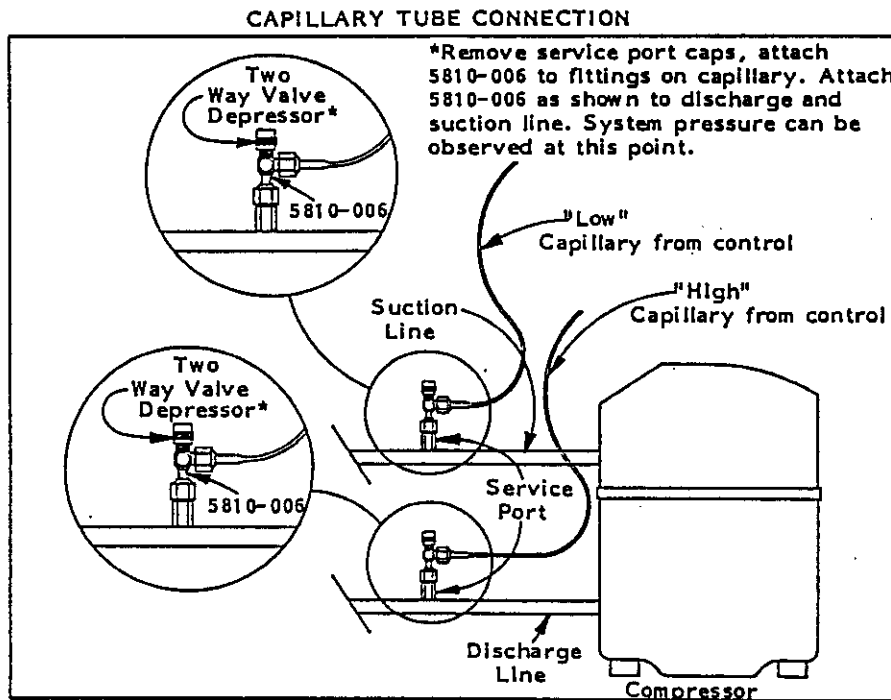 CAPILLARY TUBE CONNECTION
*Remove service port caps, attach
5810-006 to fittings on capillary. Attach
5810-006 as shown to discharge and
suction line. System pressure can be
observed at this point.
Two
Way Valve
Depressor*
5810-006
"Low"
Capillary from control
"High"
Capillary from control
Suction
Line
Two
Way Valve
Depressor*
5810-006
Service
Port
Discharge
Line
Compressor